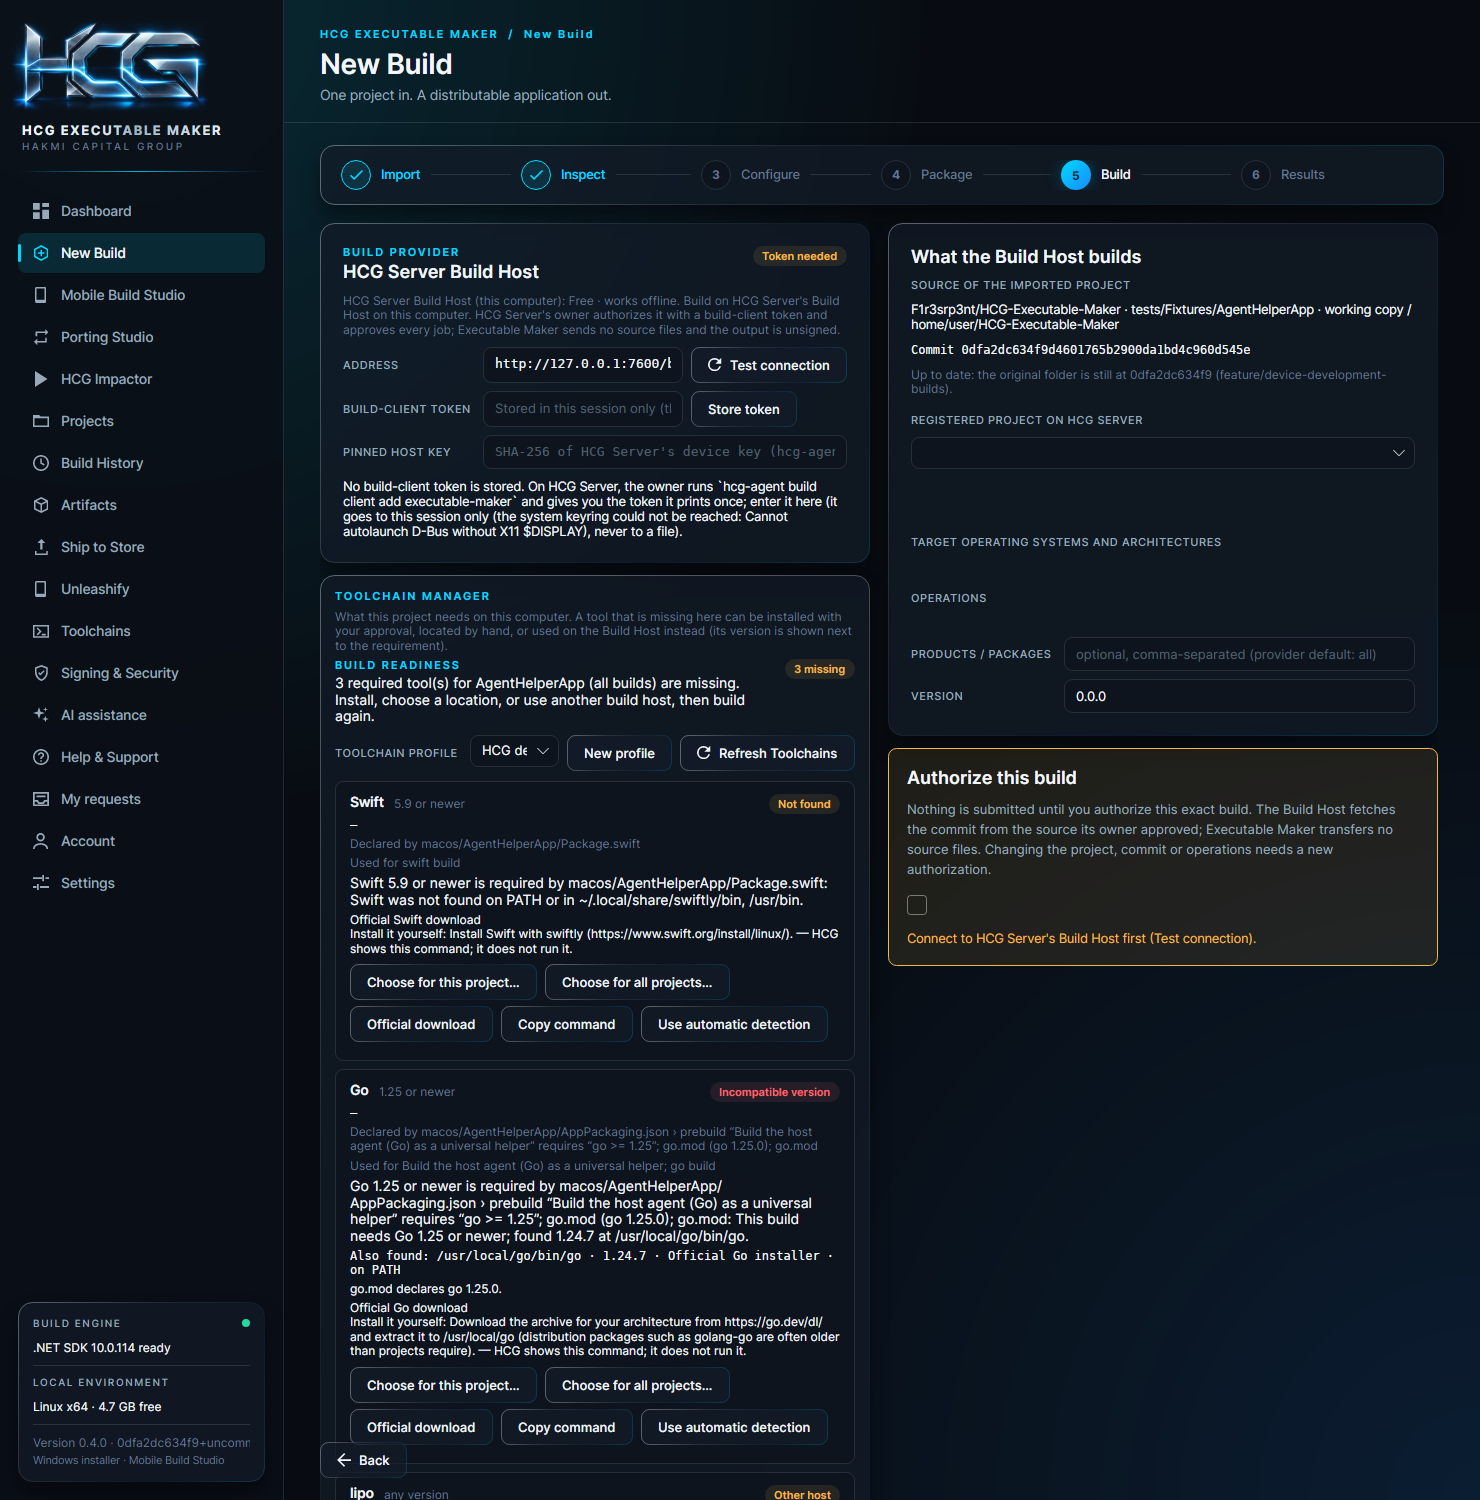 HCG
HCG EXECUTABLE MAKER
HAKMI CAPITAL GROUP
Dashboard
New Build
Mobile Build Studio
Porting Studio
HCG Impactor
Projects
Build History
Artifacts
Ship to Store
Unleashify
Toolchains
Signing & Security
AI assistance
Help & Support
My requests
Account
Settings
BUILD ENGINE
.NET SDK 10.0.114 ready
LOCAL ENVIRONMENT
Linux x64 · 4.7 GB free
Version 0.4.0 · 0dfa2dc634f9+uncomm
Windows installer · Mobile Build Studio
HCG EXECUTABLE MAKER / New Build
New Build
One project in. A distributable application out.
Import
Inspect
3 Configure
4 Package
5 Build
6 Results
BUILD PROVIDER
HCG Server Build Host
Token needed
HCG Server Build Host (this computer): Free · works offline. Build on HCG Server's Build
Host on this computer. HCG Server's owner authorizes it with a build-client token and
approves every job; Executable Maker sends no source files and the output is unsigned.
ADDRESS
http://127.0.0.1:7600/b
Test connection
BUILD-CLIENT TOKEN
Stored in this session only (tl
Store token
PINNED HOST KEY
SHA-256 of HCG Server's device key (hcg-agen
No build-client token is stored. On HCG Server, the owner runs `hcg-agent build
client add executable-maker` and gives you the token it prints once; enter it here (it
goes to this session only (the system keyring could not be reached: Cannot
autolaunch D-Bus without X11 $DISPLAY), never to a file).
TOOLCHAIN MANAGER
What this project needs on this computer. A tool that is missing here can be installed with
your approval, located by hand, or used on the Build Host instead (its version is shown next
to the requirement).
BUILD READINESS
3 missing
3 required tool(s) for AgentHelperApp (all builds) are missing.
Install, choose a location, or use another build host, then build
again.
TOOLCHAIN PROFILE
HCG de
New profile
Refresh Toolchains
Swift 5.9 or newer
Not found
–
Declared by macos/AgentHelperApp/Package.swift
Used for swift build
Swift 5.9 or newer is required by macos/AgentHelperApp/Package.swift:
Swift was not found on PATH or in ~/.local/share/swiftly/bin, /usr/bin.
Official Swift download
Install it yourself: Install Swift with swiftly (https://www.swift.org/install/linux/). — HCG
shows this command; it does not run it.
Choose for this project...
Choose for all projects...
Official download
Copy command
Use automatic detection
Go 1.25 or newer
Incompatible version
–
Declared by macos/AgentHelperApp/AppPackaging.json › prebuild “Build the host
agent (Go) as a universal helper” requires “go >= 1.25”; go.mod (go 1.25.0); go.mod
Used for Build the host agent (Go) as a universal helper; go build
Go 1.25 or newer is required by macos/AgentHelperApp/
AppPackaging.json › prebuild “Build the host agent (Go) as a universal
helper” requires “go >= 1.25”; go.mod (go 1.25.0); go.mod: This build
needs Go 1.25 or newer; found 1.24.7 at /usr/local/go/bin/go.
Also found: /usr/local/go/bin/go · 1.24.7 · Official Go installer ·
on PATH
go.mod declares go 1.25.0.
Official Go download
Install it yourself: Download the archive for your architecture from https://go.dev/dl/
and extract it to /usr/local/go (distribution packages such as golang-go are often older
than projects require). — HCG shows this command; it does not run it.
Choose for this project...
Choose for all projects...
Official download
Copy command
Use automatic detection
Back
lipo any version
Other host
What the Build Host builds
SOURCE OF THE IMPORTED PROJECT
F1r3srp3nt/HCG-Executable-Maker · tests/Fixtures/AgentHelperApp · working copy /
home/user/HCG-Executable-Maker
Commit 0dfa2dc634f9d4601765b2900da1bd4c960d545e
Up to date: the original folder is still at 0dfa2dc634f9 (feature/device-development-
builds).
REGISTERED PROJECT ON HCG SERVER
TARGET OPERATING SYSTEMS AND ARCHITECTURES
OPERATIONS
PRODUCTS / PACKAGES
optional, comma-separated (provider default: all)
VERSION
0.0.0
Authorize this build
Nothing is submitted until you authorize this exact build. The Build Host fetches
the commit from the source its owner approved; Executable Maker transfers no
source files. Changing the project, commit or operations needs a new
authorization.
Connect to HCG Server's Build Host first (Test connection).